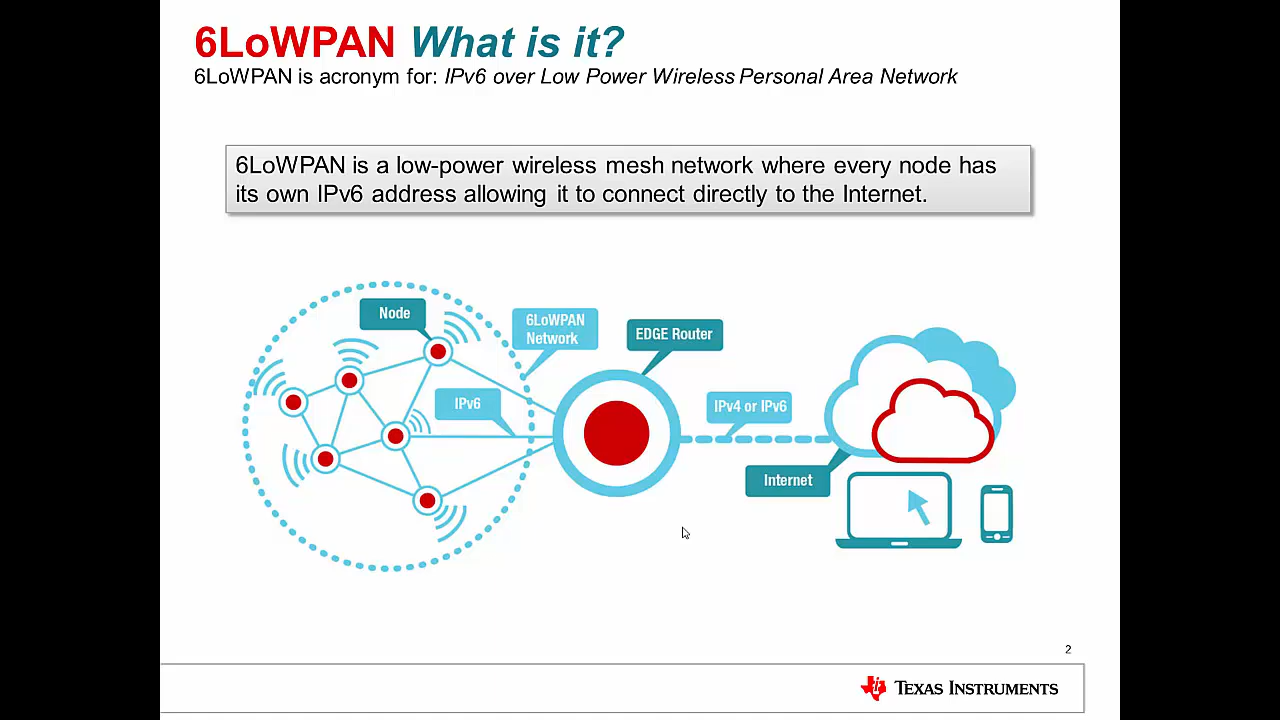 6LoWPAN What is it?
6LoWPAN is acronym for: IPv6 over Low Power Wireless Personal Area Network
6LoWPAN is a low-power wireless mesh network where every node has
its own IPv6 address allowing it to connect directly to the Internet.
Node
6LoWPAN
Network
EDGE Router
IPv6
IPv4 or IPv6
Internet
2
TEXAS INSTRUMENTS